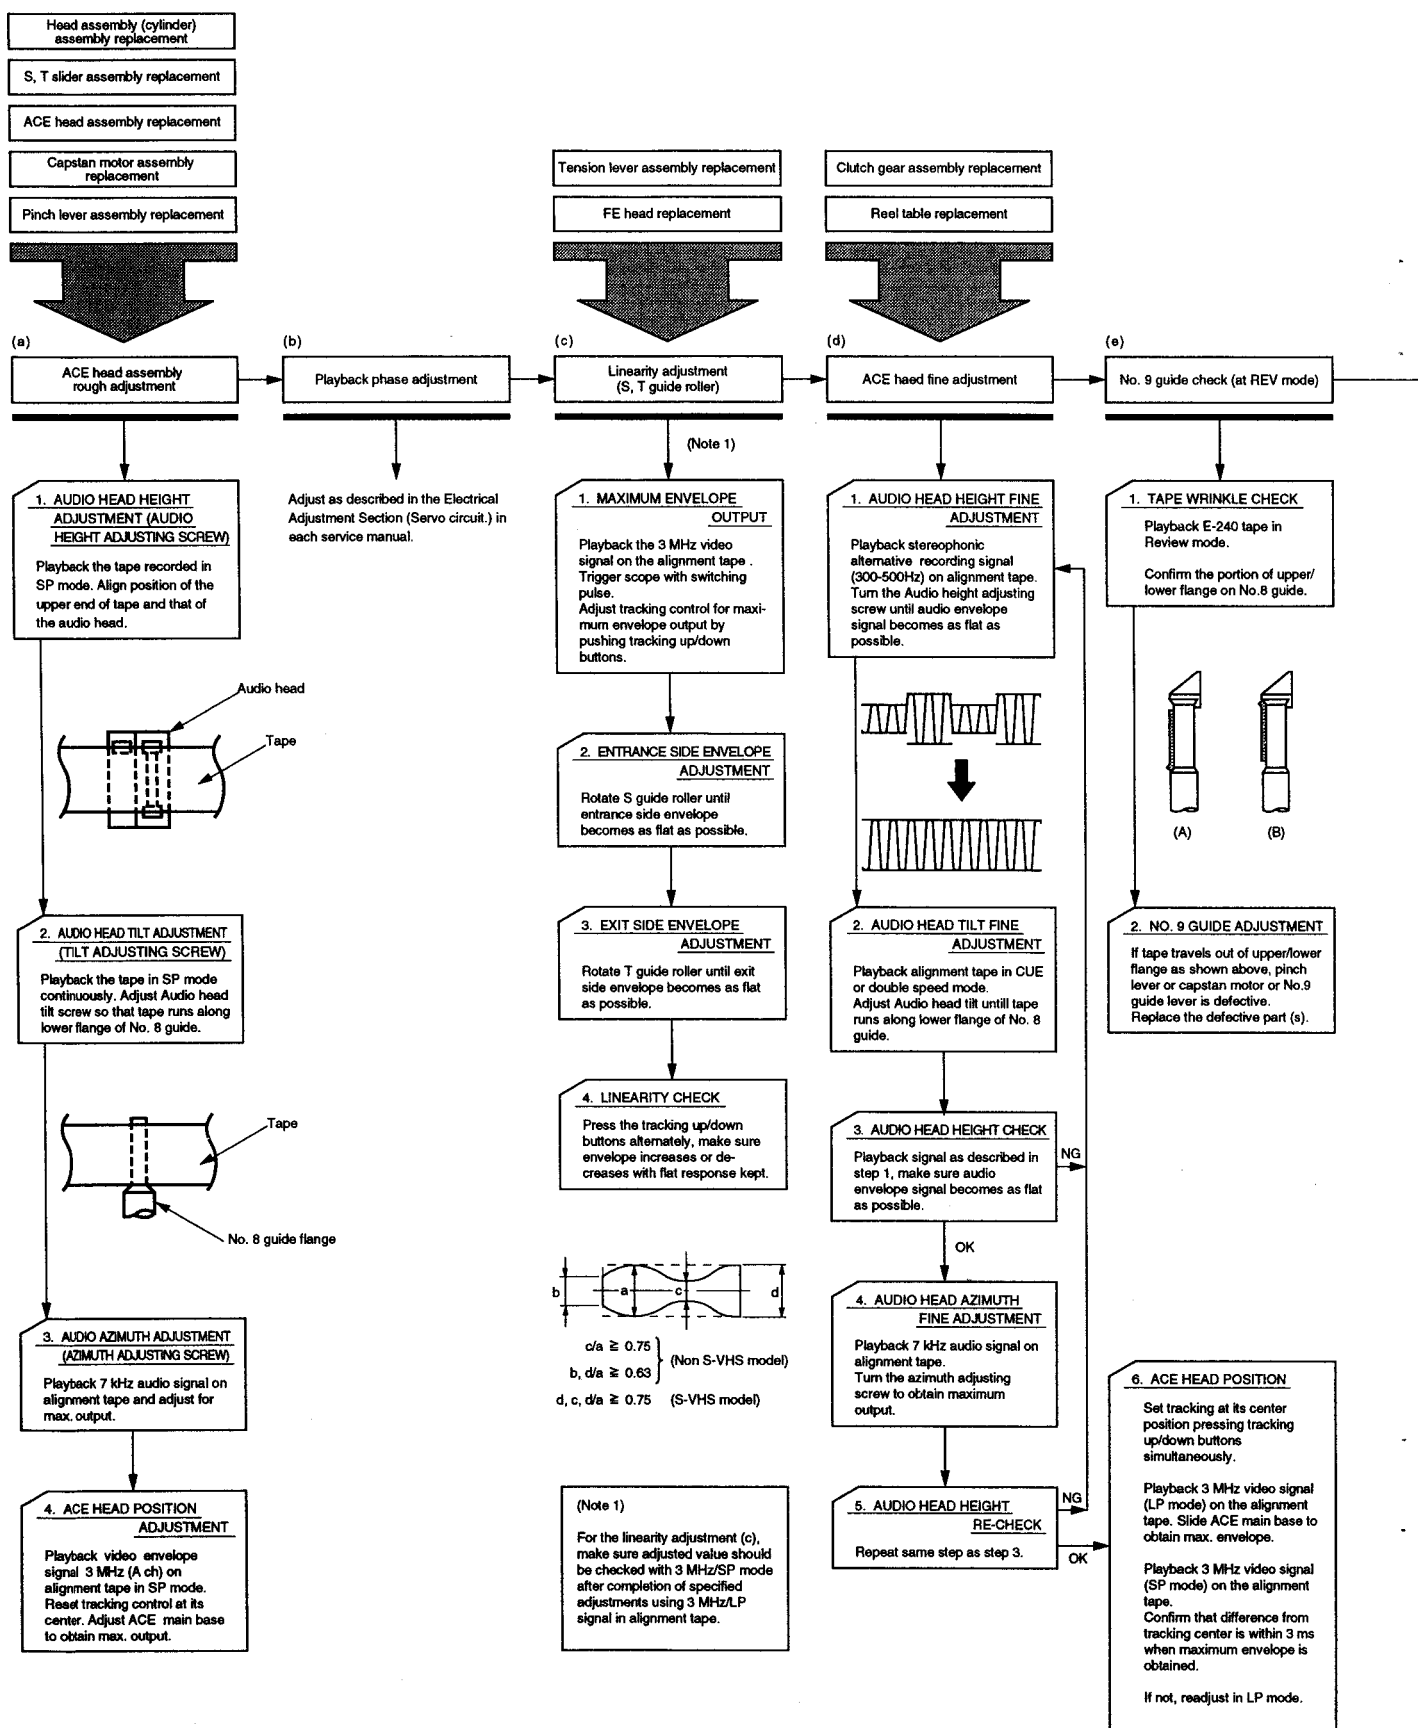 Head assembly (cylinder)
assembly replacement
S, T slider assembly replacement
ACE head assembly replacement
Capstan motor assembly
replacement
Pinch lever assembly replacement
Tension lever assembly replacement
FE head replacement
Clutch gear assembly replacement
Reel table replacement
(a)
ACE head assembly
rough adjustment
(b)
Playback phase adjustment
(c)
Linearity adjustment
(S, T guide roller)
(d)
ACE haed fine adjustment
(e)
No. 9 guide check (at REV mode)
1. AUDIO HEAD HEIGHT
ADJUSTMENT (AUDIO
HEIGHT ADJUSTING SCREW)
Playback the tape recorded in
SP mode. Align position of the
upper end of tape and that of
the audio head.
Audio head
Tape
2. AUDIO HEAD TILT ADJUSTMENT
(TILT ADJUSTING SCREW)
Playback the tape in SP mode
continuously. Adjust Audio head
tilt screw so that tape runs along
lower flange of No. 8 guide.
Tape
No. 8 guide flange
3. AUDIO AZIMUTH ADJUSTMENT
(AZIMUTH ADJUSTING SCREW)
Playback 7 kHz audio signal on
alignment tape and adjust for
max. output.
4. ACE HEAD POSITION
ADJUSTMENT
Playback video envelope
signal 3 MHz (A ch) on
alignment tape in SP mode.
Reset tracking control at its
center. Adjust ACE main base
to obtain max. output.
Adjust as described in the Electrical
Adjustment Section (Servo circuit.) in
each service manual.
(Note 1)
1. MAXIMUM ENVELOPE
OUTPUT
Playback the 3 MHz video
signal on the alignment tape .
Trigger scope with switching
pulse.
Adjust tracking control for maxi-
mum envelope output by
pushing tracking up/down
buttons.
2. ENTRANCE SIDE ENVELOPE
ADJUSTMENT
Rotate S guide roller until
entrance side envelope
becomes as flat as possible.
3. EXIT SIDE ENVELOPE
ADJUSTMENT
Rotate T guide roller until exit
side envelope becomes as flat
as possible.
4. LINEARITY CHECK
Press the tracking up/down
buttons alternately, make sure
envelope increases or de-
creases with flat response kept.
b a c d
c/a ≧ 0.75
b, d/a ≧ 0.63
(Non S-VHS model)
d, c, d/a ≧ 0.75 (S-VHS model)
(Note 1)
For the linearity adjustment (c),
make sure adjusted value should
be checked with 3 MHz/SP mode
after completion of specified
adjustments using 3 MHz/LP
signal in alignment tape.
1. AUDIO HEAD HEIGHT FINE
ADJUSTMENT
Playback stereophonic
alternative recording signal
(300-500Hz) on alignment tape.
Turn the Audio height adjusting
screw until audio envelope
signal becomes as flat as
possible.
2. AUDIO HEAD TILT FINE
ADJUSTMENT
Playback alignment tape in CUE
or double speed mode.
Adjust Audio head tilt untill tape
runs along lower flange of No. 8
guide.
3. AUDIO HEAD HEIGHT CHECK
Playback signal as described in
step 1, make sure audio
envelope signal becomes as flat
as possible.
NG
OK
4. AUDIO HEAD AZIMUTH
FINE ADJUSTMENT
Playback 7 kHz audio signal on
alignment tape.
Turn the azimuth adjusting
screw to obtain maximum
output.
5. AUDIO HEAD HEIGHT
RE-CHECK
Repeat same step as step 3.
NG
OK
1. TAPE WRINKLE CHECK
Playback E-240 tape in
Review mode.
Confirm the portion of upper/
lower flange on No.8 guide.
(A) (B)
2. NO. 9 GUIDE ADJUSTMENT
If tape travels out of upper/lower
flange as shown above, pinch
lever or capstan motor or No.9
guide lever is defective.
Replace the defective part (s).
6. ACE HEAD POSITION
Set tracking at its center
position pressing tracking
up/down buttons
simultaneously.
Playback 3 MHz video signal
(LP mode) on the alignment
tape. Slide ACE main base to
obtain max. envelope.
Playback 3 MHz video signal
(SP mode) on the alignment
tape.
Confirm that difference from
tracking center is within 3 ms
when maximum envelope is
obtained.
If not, readjust in LP mode.